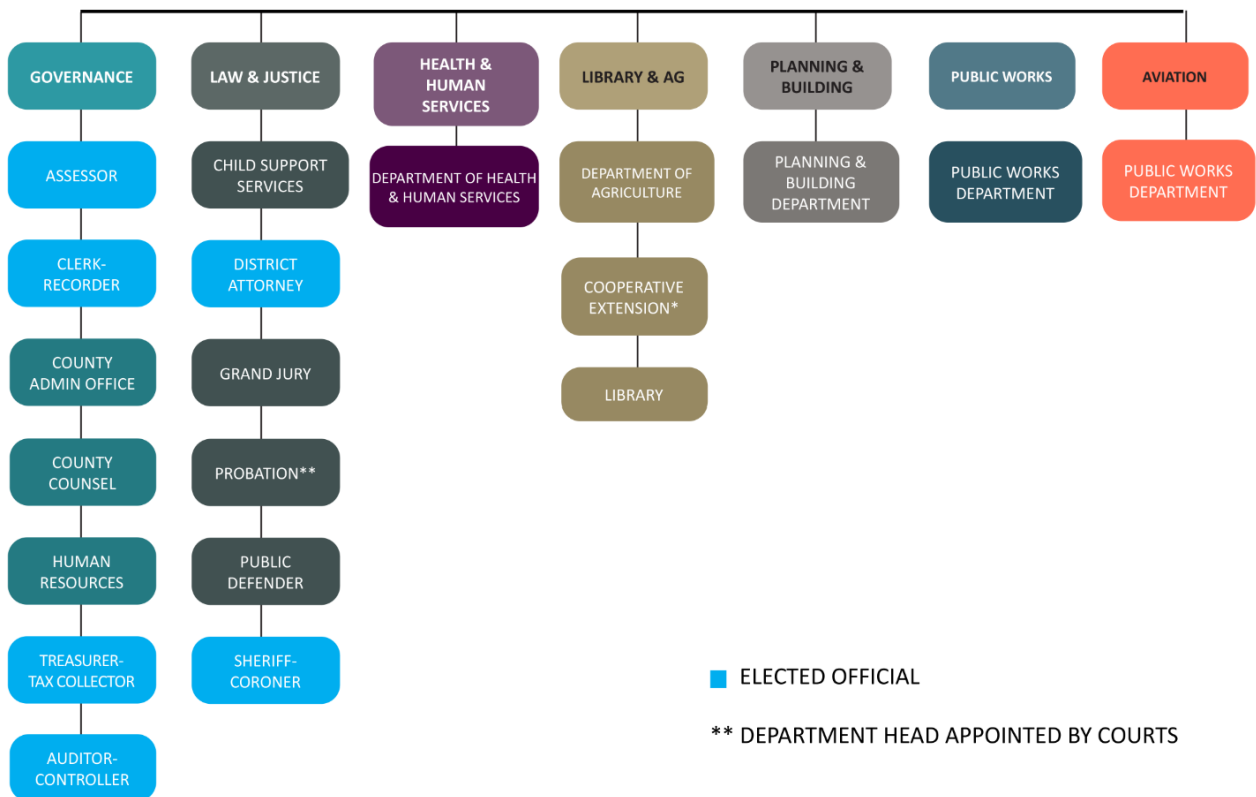 GOVERNANCE
ASSESSOR
CLERK-
RECORDER
COUNTY
ADMIN OFFICE
COUNTY
COUNSEL
HUMAN
RESOURCES
TREASURER-
TAX COLLECTOR
AUDITOR-
CONTROLLER
LAW & JUSTICE
CHILD SUPPORT
SERVICES
DISTRICT
ATTORNEY
GRAND JURY
PROBATION**
PUBLIC
DEFENDER
SHERIFF-
CORONER
HEALTH &
HUMAN
SERVICES
DEPARTMENT OF HEALTH
& HUMAN SERVICES
LIBRARY & AG
DEPARTMENT OF
AGRICULTURE
COOPERATIVE
EXTENSION*
LIBRARY
PLANNING &
BUILDING
PLANNING &
BUILDING
DEPARTMENT
PUBLIC WORKS
PUBLIC WORKS
DEPARTMENT
AVIATION
PUBLIC WORKS
DEPARTMENT
ELECTED OFFICIAL
** DEPARTMENT HEAD APPOINTED BY COURTS